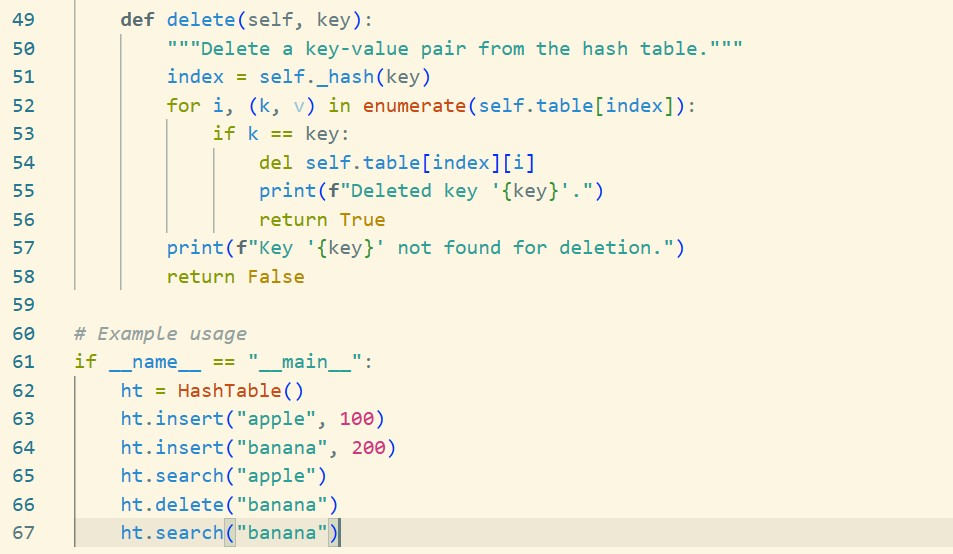 49 def delete(self, key):
50 """Delete a key-value pair from the hash table."""
51 index = self._hash(key)
52 for i, (k, v) in enumerate(self.table[index]):
53 if k == key:
54 del self.table[index][i]
55 print(f"Deleted key '{key}'.")
56 return True
57 print(f"Key '{key}' not found for deletion.")
58 return False
59
60 # Example usage
61 if __name__ == "__main__":
62 ht = HashTable()
63 ht.insert("apple", 100)
64 ht.insert("banana", 200)
65 ht.search("apple")
66 ht.delete("banana")
67 ht.search("banana")